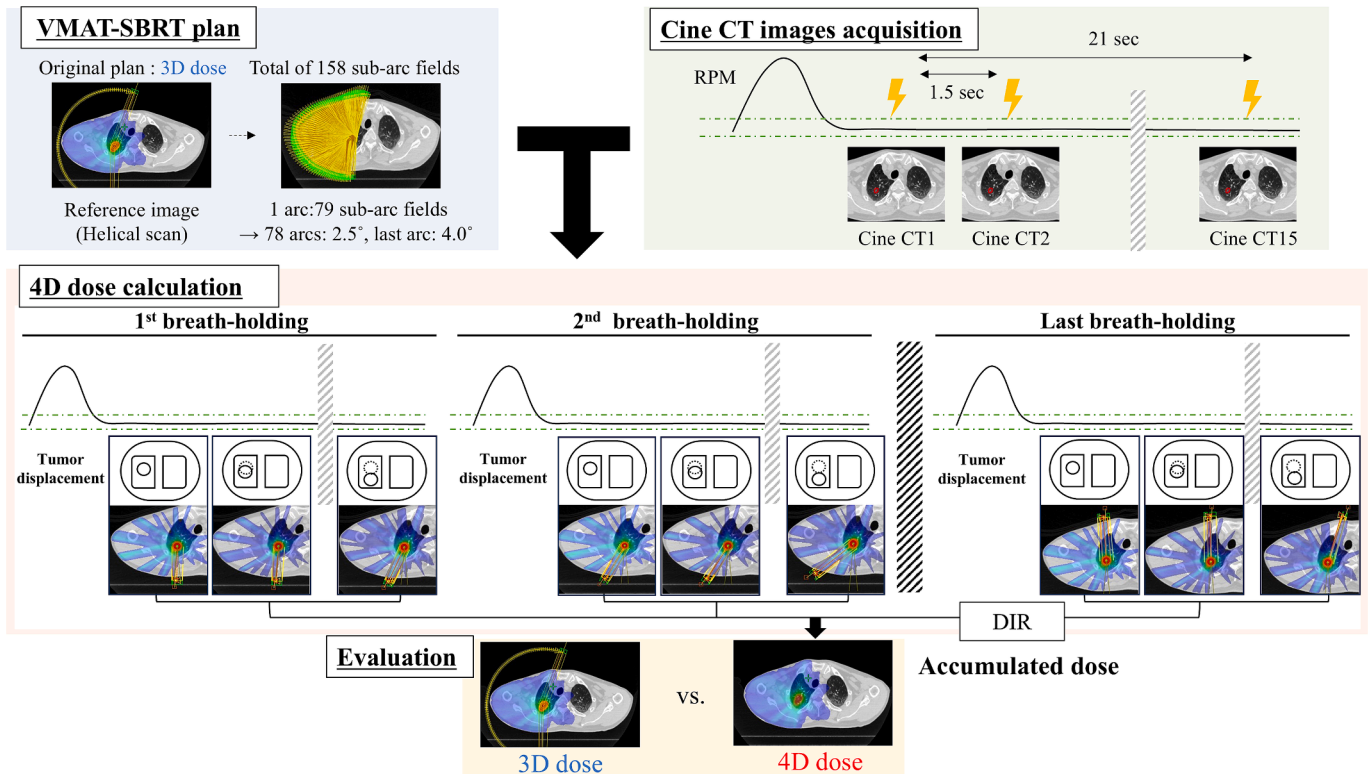 VMAT-SBRT plan
Original plan : 3D dose
Total of 158 sub-arc fields
Reference image
(Helical scan)
1 arc:79 sub-arc fields
→ 78 arcs: 2.5˚, last arc: 4.0˚
Cine CT images acquisition
21 sec
RPM
1.5 sec
Cine CT1
Cine CT2
Cine CT15
4D dose calculation
1st breath-holding
2nd breath-holding
Last breath-holding
Tumor
displacement
Tumor
displacement
Tumor
displacement
DIR
Evaluation
Accumulated dose
vs.
3D dose
4D dose